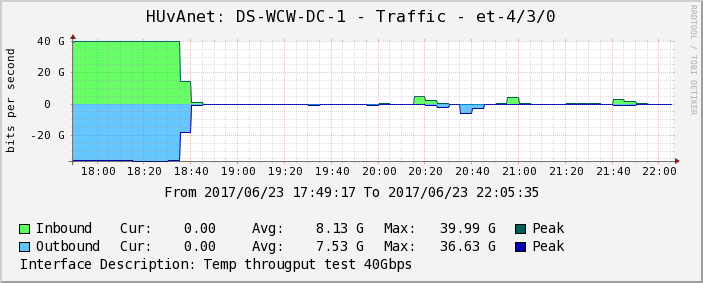 HUvAnet: DS-WCW-DC-1 - Traffic - et-4/3/0
RRDTOOL / TOBI OETIKER
bits per second
40 G
20 G
0
-20 G
18:00 18:20 18:40 19:00 19:20 19:40 20:00 20:20 20:40 21:00 21:20 21:40 22:00
From 2017/06/23 17:49:17 To 2017/06/23 22:05:35
Inbound Cur: 0.00 Avg: 8.13 G Max: 39.99 G Peak
Outbound Cur: 0.00 Avg: 7.53 G Max: 36.63 G Peak
Interface Description: Temp througput test 40Gbps